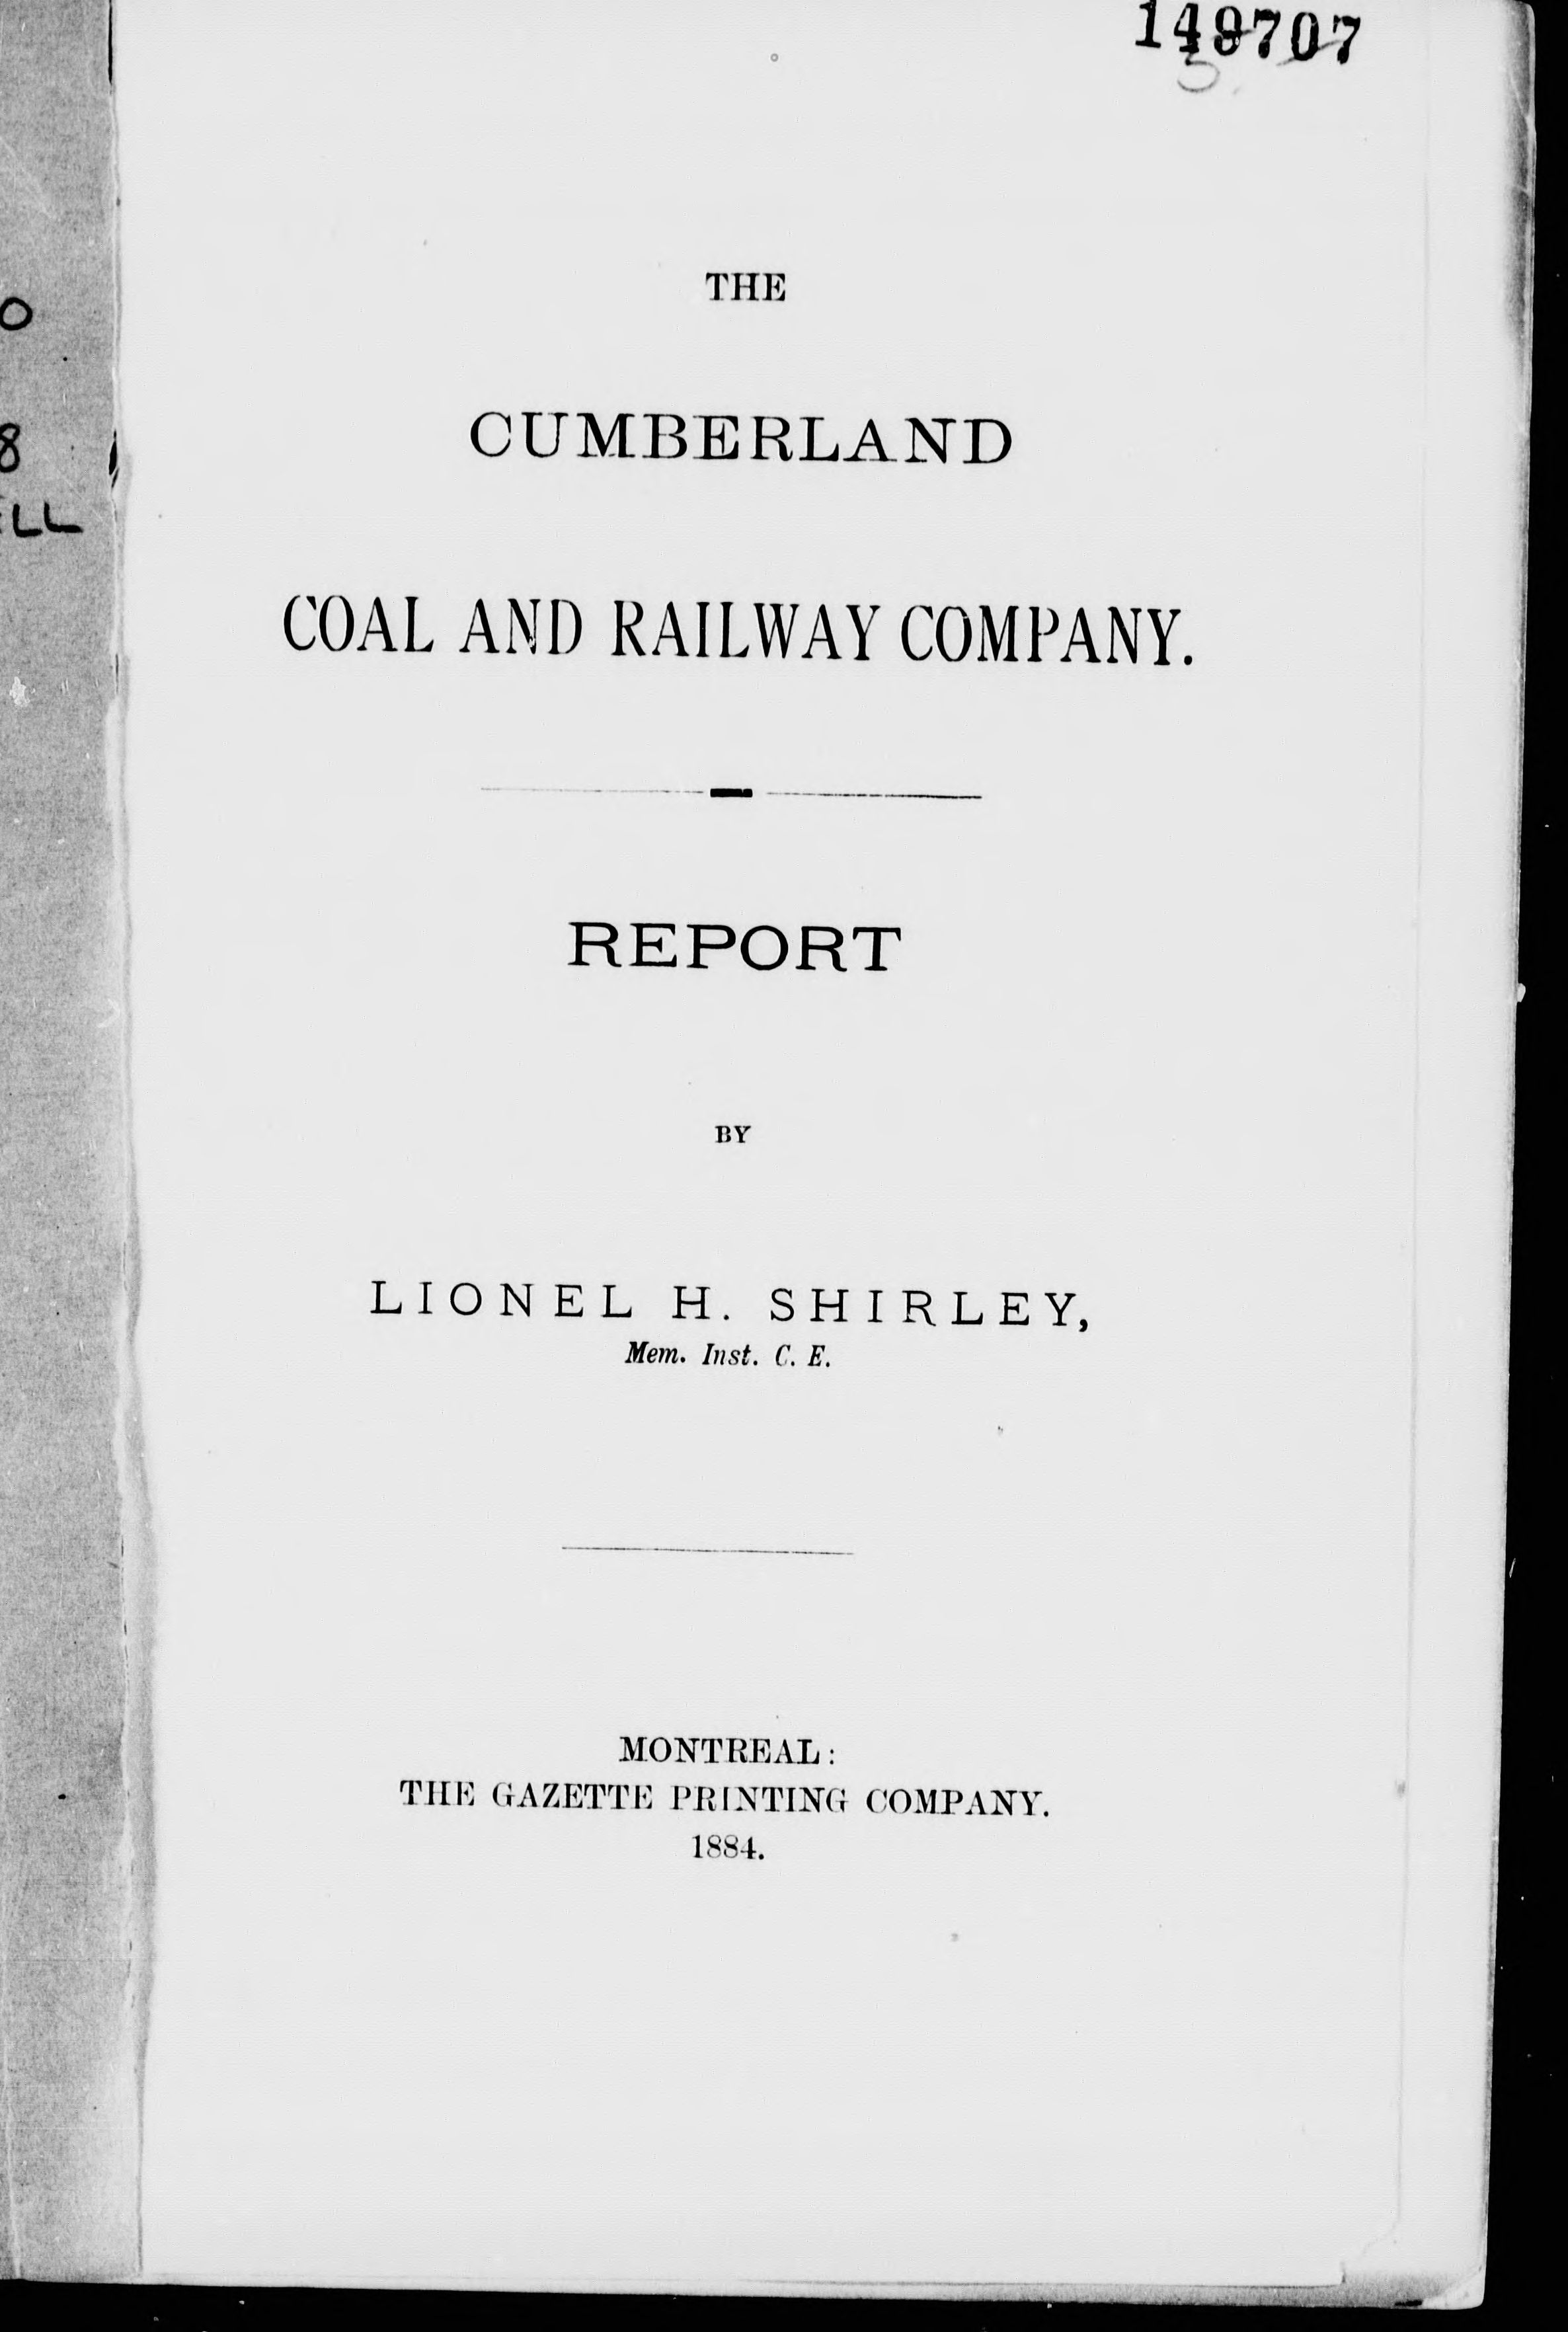 149707
THE
CUMBERLAND
COAL AND RAILWAY COMPANY.
REPORT
BY
LIONEL H. SHIRLEY,
Mem. Inst. C. E.
MONTREAL:
THE GAZETTE PRINTING COMPANY.
1884.